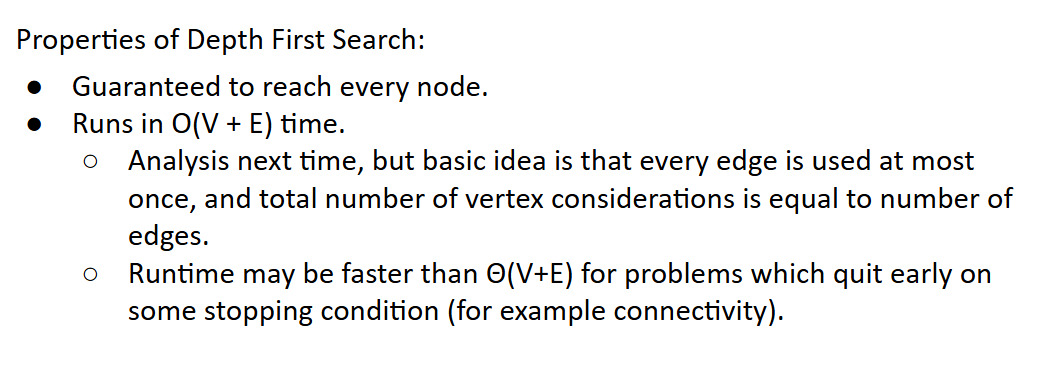 Properties of Depth First Search:
● Guaranteed to reach every node.
● Runs in O(V + E) time.
○ Analysis next time, but basic idea is that every edge is used at most
once, and total number of vertex considerations is equal to number of
edges.
○ Runtime may be faster than Θ(V+E) for problems which quit early on
some stopping condition (for example connectivity).